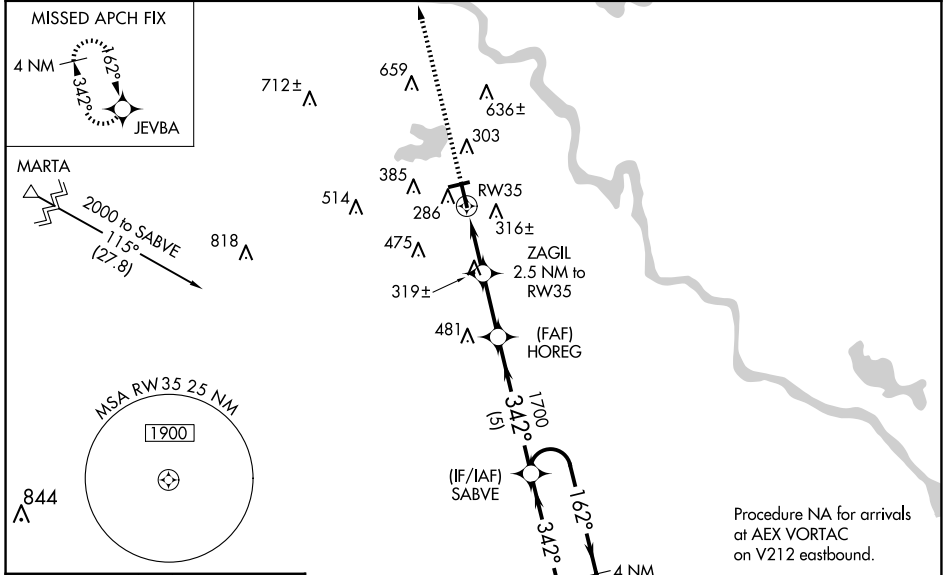 MISSED APCH FIX
4 NM
162°
342°
JEVBA
712±
659
636±
303
MARTA
385
RW35
514
286
316±
2000 to SABVE
115°
(27.8)
818
475
ZAGIL
2.5 NM to
RW35
319±
481
(FAF)
HOREG
MSA RW35 25 NM
1900
1700
342°
(5)
(IF/IAF)
SABVE
844
162°
342°
4 NM
Procedure NA for arrivals
at AEX VORTAC
on V212 eastbound.